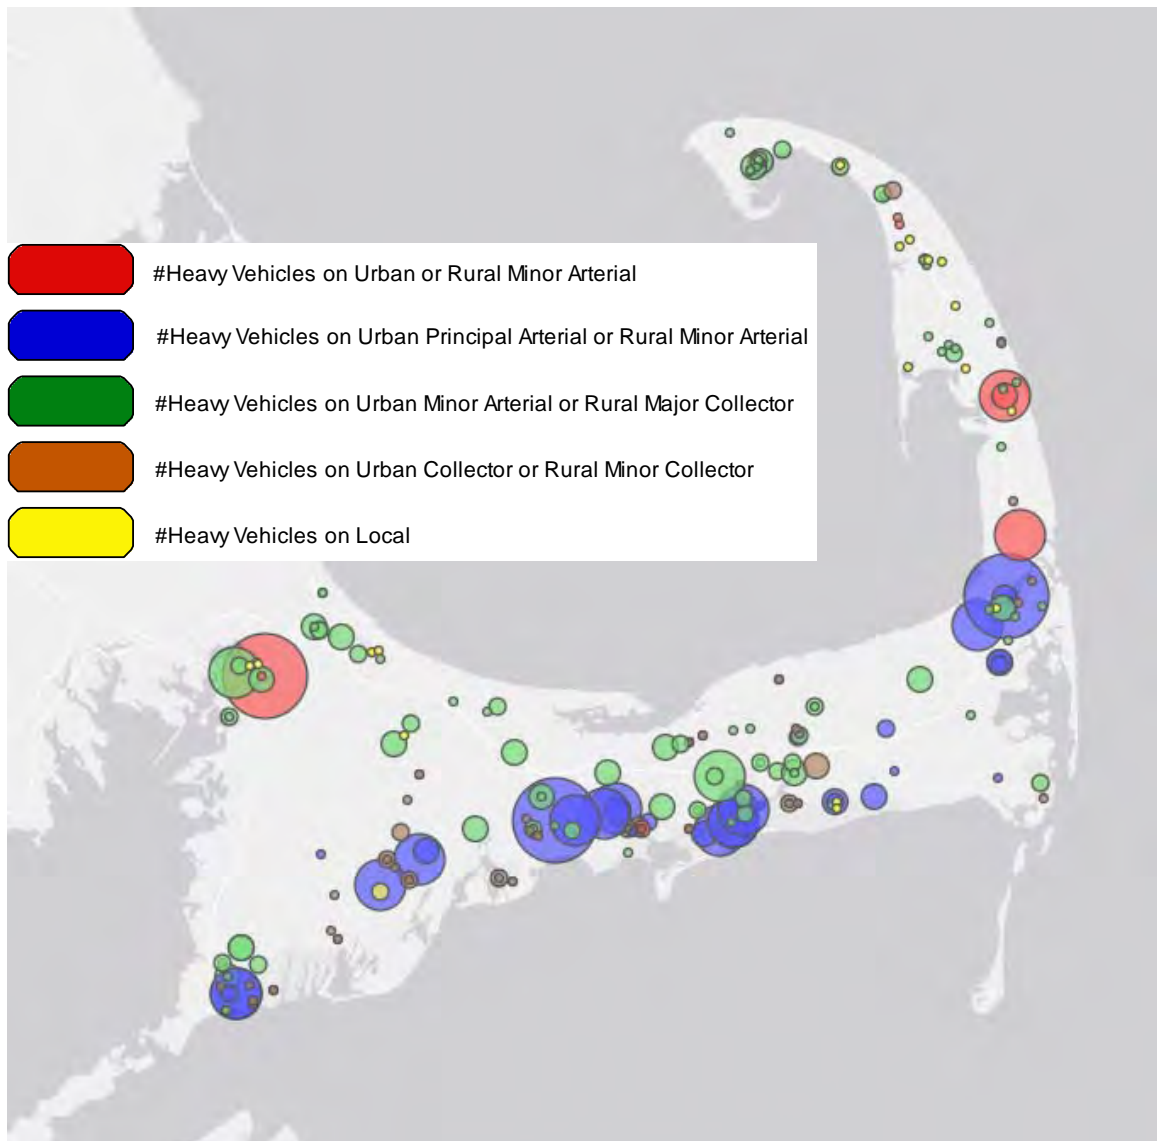 #Heavy Vehicles on Urban or Rural Minor Arterial
#Heavy Vehicles on Urban Principal Arterial or Rural Minor Arterial
#Heavy Vehicles on Urban Minor Arterial or Rural Major Collector
#Heavy Vehicles on Urban Collector or Rural Minor Collector
#Heavy Vehicles on Local